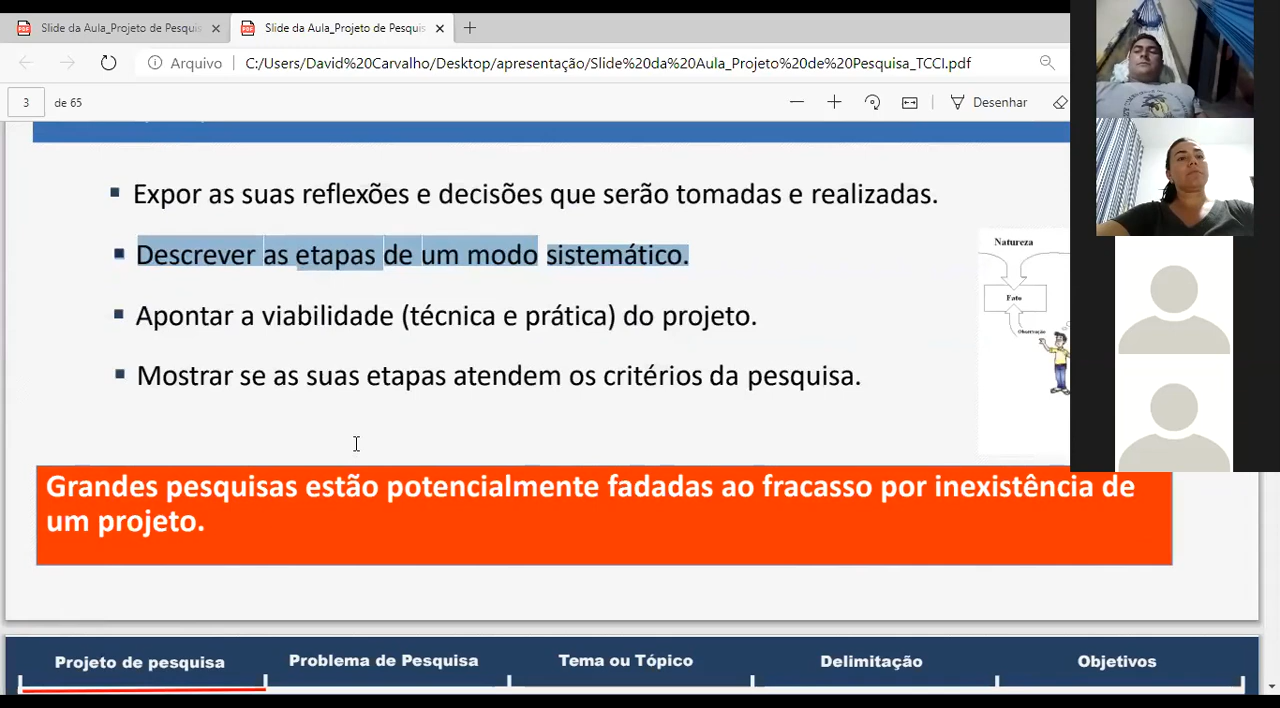 Slide da Aula_Projeto de Pesquis
Slide da Aula_Projeto de Pesquis
Arquivo
C:/Users/David%20Carvalho/Desktop/apresentação/Slide%20da%20Aula_Projeto%20de%20Pesquisa_TCCI.pdf
3 de 65
Desenhar
Expor as suas reflexões e decisões que serão tomadas e realizadas.
Descrever as etapas de um modo sistemático.
Apontar a viabilidade (técnica e prática) do projeto.
Mostrar se as suas etapas atendem os critérios da pesquisa.
Natureza
Fato
Observação
Grandes pesquisas estão potencialmente fadadas ao fracasso por inexistência de
um projeto.
Projeto de pesquisa
Problema de Pesquisa
Tema ou Tópico
Delimitação
Objetivos